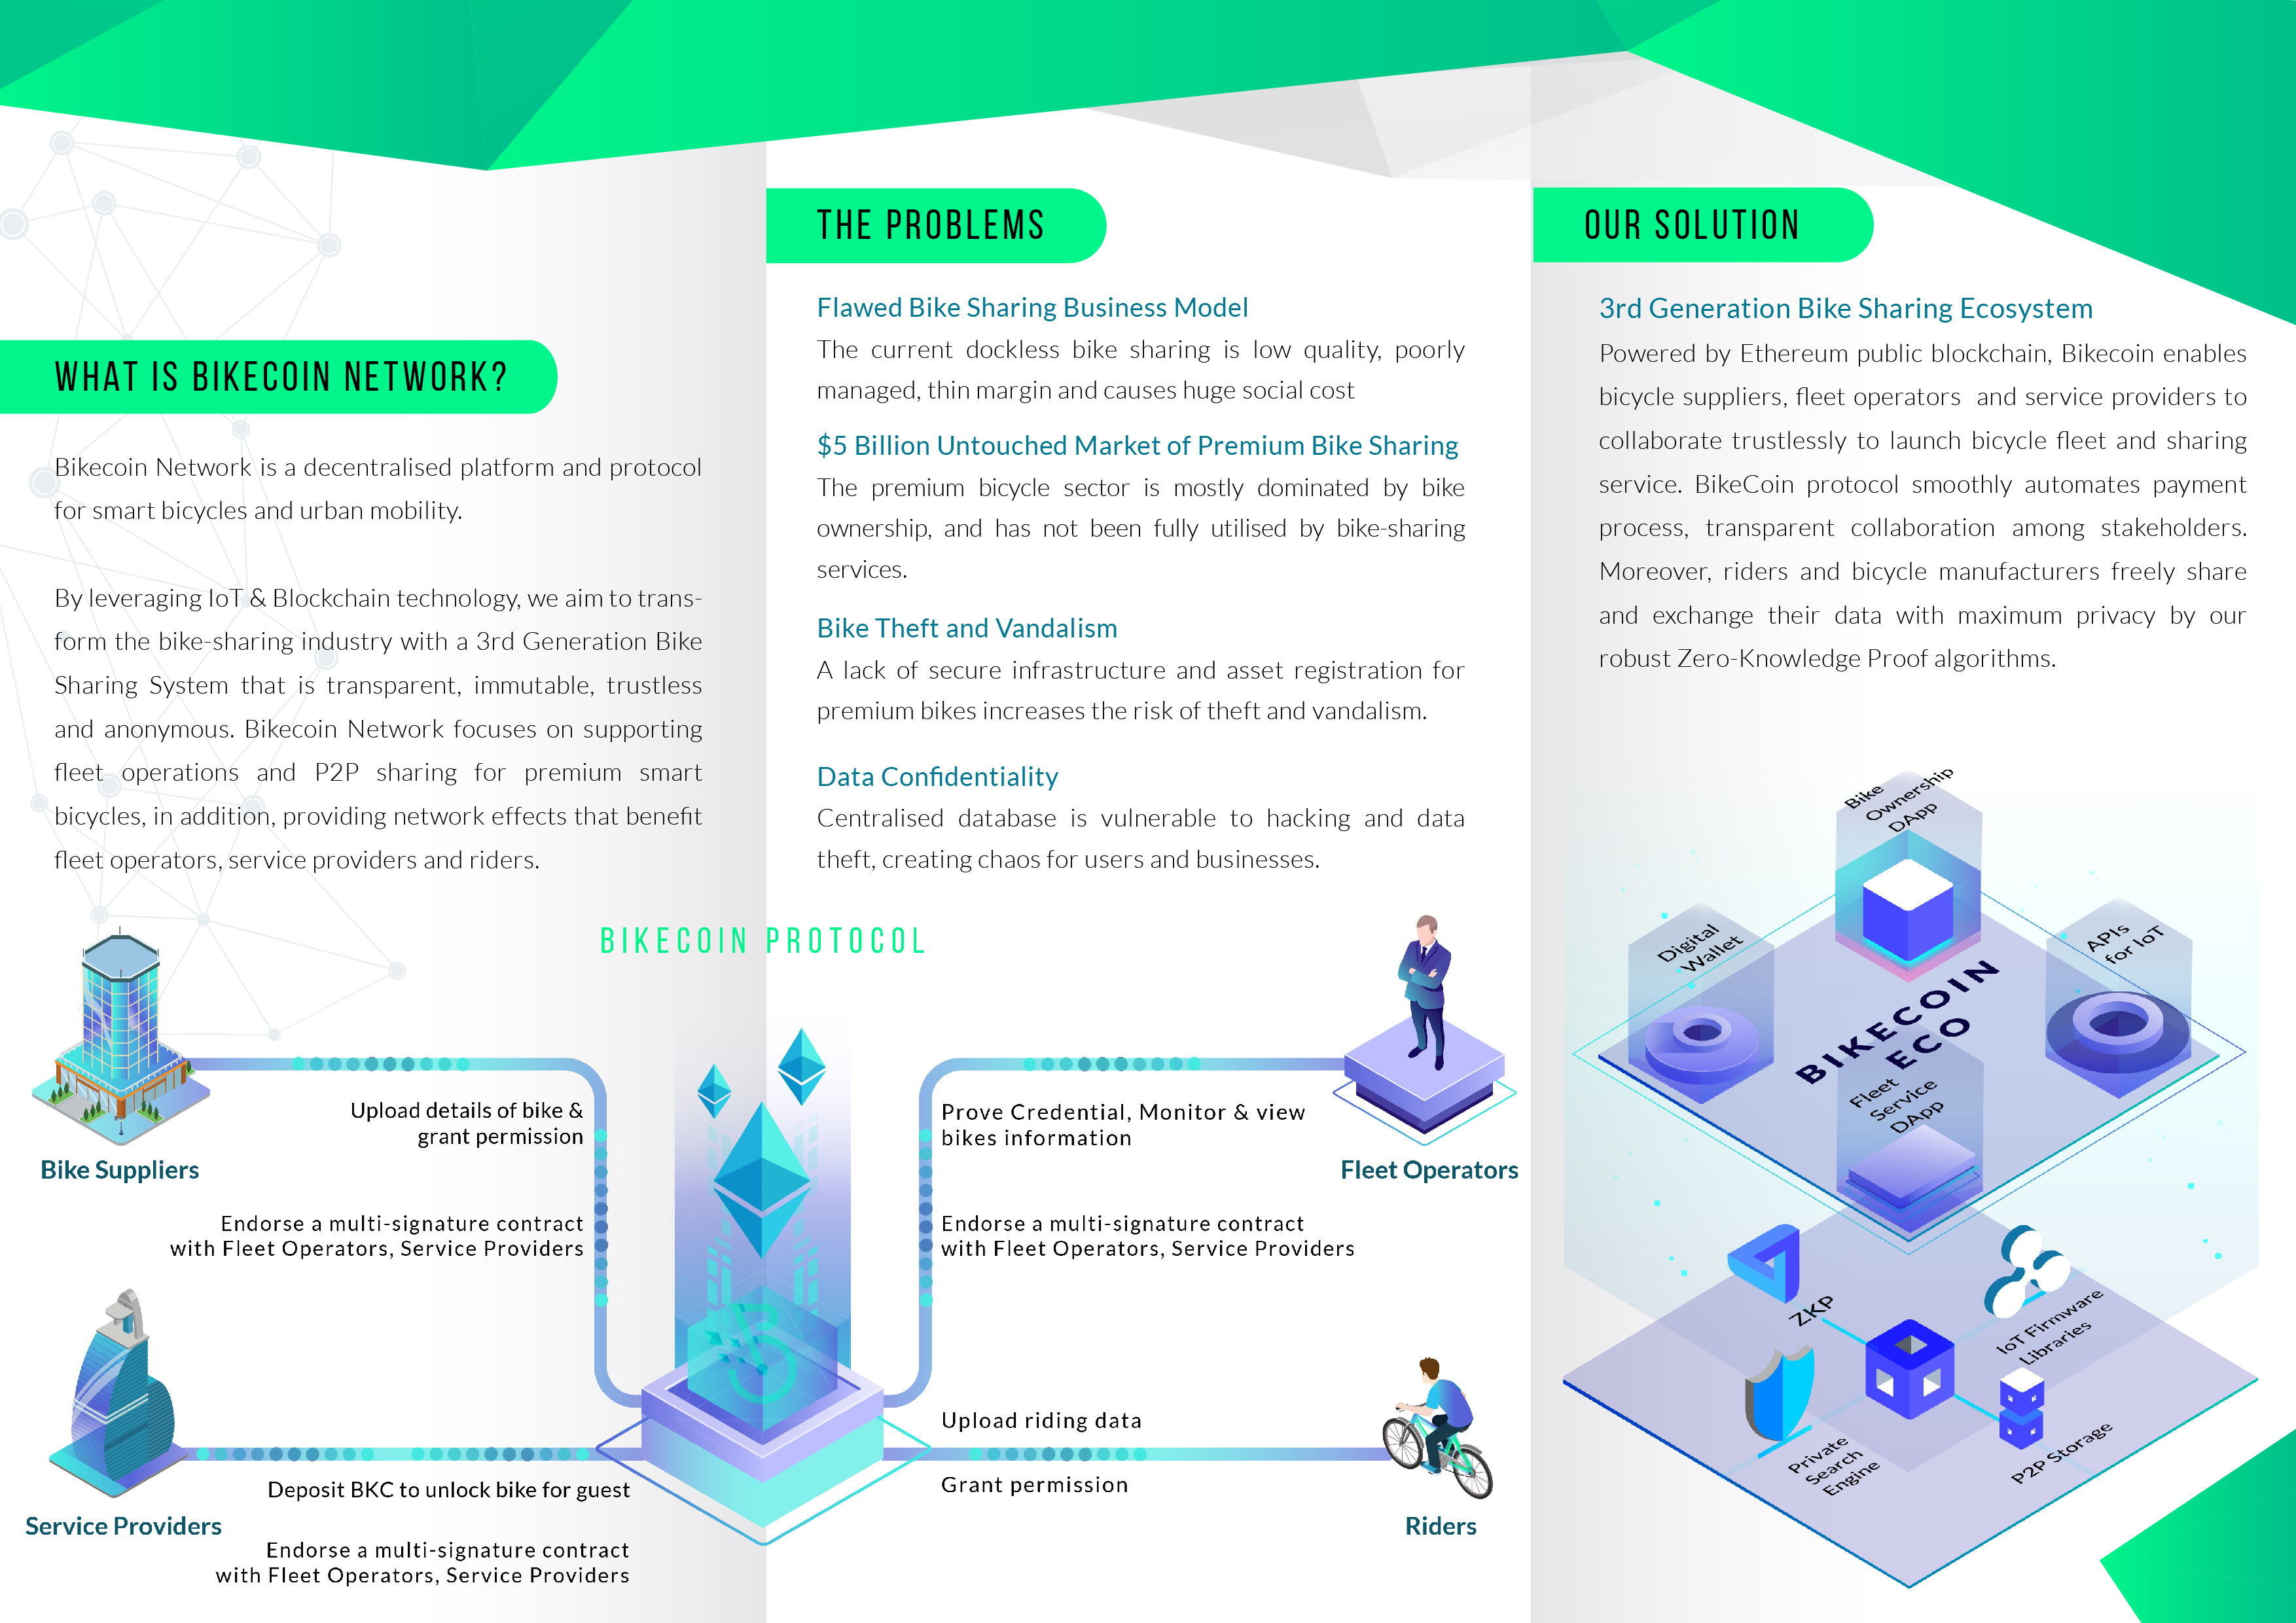 WHAT IS BIKECOIN NETWORK?
Bikecoin Network is a decentralised platform and protocol
for smart bicycles and urban mobility.
By leveraging IoT & Blockchain technology, we aim to trans-
form the bike-sharing industry with a 3rd Generation Bike
Sharing System that is transparent, immutable, trustless
and anonymous. Bikecoin Network focuses on supporting
fleet operations and P2P sharing for premium smart
bicycles, in addition, providing network effects that benefit
fleet operators, service providers and riders.
THE PROBLEMS
Flawed Bike Sharing Business Model
The current dockless bike sharing is low quality, poorly
managed, thin margin and causes huge social cost
$5 Billion Untouched Market of Premium Bike Sharing
The premium bicycle sector is mostly dominated by bike
ownership, and has not been fully utilised by bike-sharing
services.
Bike Theft and Vandalism
A lack of secure infrastructure and asset registration for
premium bikes increases the risk of theft and vandalism.
Data Confidentiality
Centralised database is vulnerable to hacking and data
theft, creating chaos for users and businesses.
BIKECOIN PROTOCOL
Bike Suppliers
Upload details of bike &
grant permission
Endorse a multi-signature contract
with Fleet Operators, Service Providers
Service Providers
Deposit BKC to unlock bike for guest
Endorse a multi-signature contract
with Fleet Operators, Service Providers
Prove Credential, Monitor & view
bikes information
Fleet Operators
Endorse a multi-signature contract
with Fleet Operators, Service Providers
Upload riding data
Grant permission
Riders
OUR SOLUTION
3rd Generation Bike Sharing Ecosystem
Powered by Ethereum public blockchain, Bikecoin enables
bicycle suppliers, fleet operators and service providers to
collaborate trustlessly to launch bicycle fleet and sharing
service. BikeCoin protocol smoothly automates payment
process, transparent collaboration among stakeholders.
Moreover, riders and bicycle manufacturers freely share
and exchange their data with maximum privacy by our
robust Zero-Knowledge Proof algorithms.
Bike
Ownership
DApp
Digital
Wallet
APIs
for IoT
BIKECOIN
ECO
Fleet
Service
DApp
ZKP
IoT Firmware
Libraries
Private
Search
Engine
P2P Storage